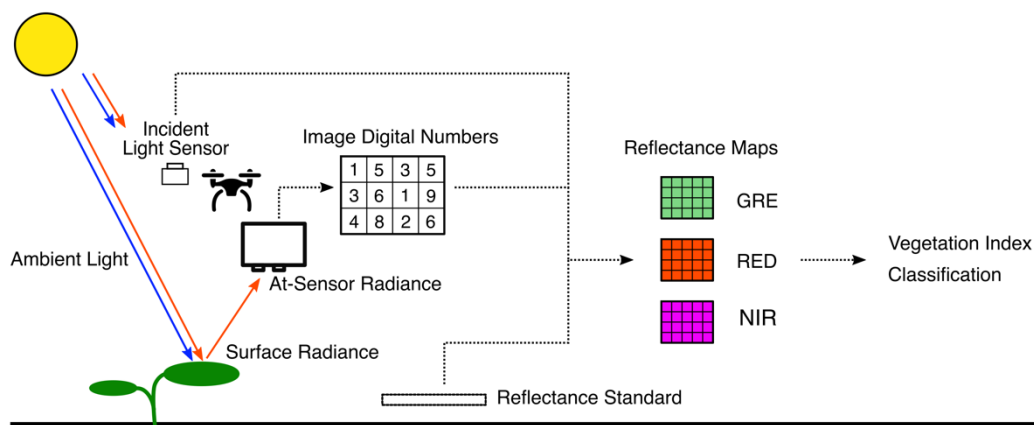 Incident
Light Sensor
Image Digital Numbers
1 5 3 5
3 6 1 9
4 8 2 6
Reflectance Maps
GRE
RED
NIR
Vegetation Index
Classification
Ambient Light
At-Sensor Radiance
Surface Radiance
Reflectance Standard